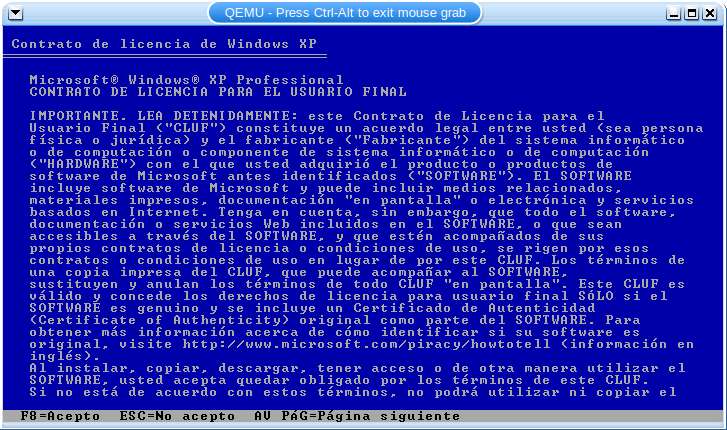 QEMU - Press Ctrl-Alt to exit mouse grab
Contrato de licencia de Windows XP
Microsoft® Windows® XP Professional
CONTRATO DE LICENCIA PARA EL USUARIO FINAL
IMPORTANTE. LEA DETENIDAMENTE: este Contrato de Licencia para el
Usuario Final ("CLUF") constituye un acuerdo legal entre usted (sea persona
física o jurídica) y el fabricante ("Fabricante") del sistema informático
o de computación o componente de sistema informático o de computación
("HARDWARE") con el que usted adquirió el producto o productos de
software de Microsoft antes identificados ("SOFTWARE"). El SOFTWARE
incluye software de Microsoft y puede incluir medios relacionados,
materiales impresos, documentación "en pantalla" o electrónica y servicios
basados en Internet. Tenga en cuenta, sin embargo, que todo el software,
documentación o servicios Web incluidos en el SOFTWARE, o que sean
accesibles a través del SOFTWARE, y que estén acompañados de sus
propios contratos de licencia o condiciones de uso, se rigen por esos
contratos o condiciones de uso en lugar de por este CLUF. Los términos de
una copia impresa del CLUF, que puede acompañar al SOFTWARE,
sustituyen y anulan los términos de todo CLUF "en pantalla". Este CLUF es
válido y concede los derechos de licencia para usuario final SÓLO si el
SOFTWARE es genuino y se incluye un Certificado de Autenticidad
(Certificate of Authenticity) original como parte del SOFTWARE. Para
obtener más información acerca de cómo identificar si su software es
original, visite http://www.microsoft.com/piracy/howtotell (información en
inglés).
Al instalar, copiar, descargar, tener acceso o de otra manera utilizar el
SOFTWARE, usted acepta quedar obligado por los términos de este CLUF.
Si no está de acuerdo con estos términos, no podrá utilizar ni copiar el
F8=Acepto ESC=No acepto AV PáG=Página siguiente